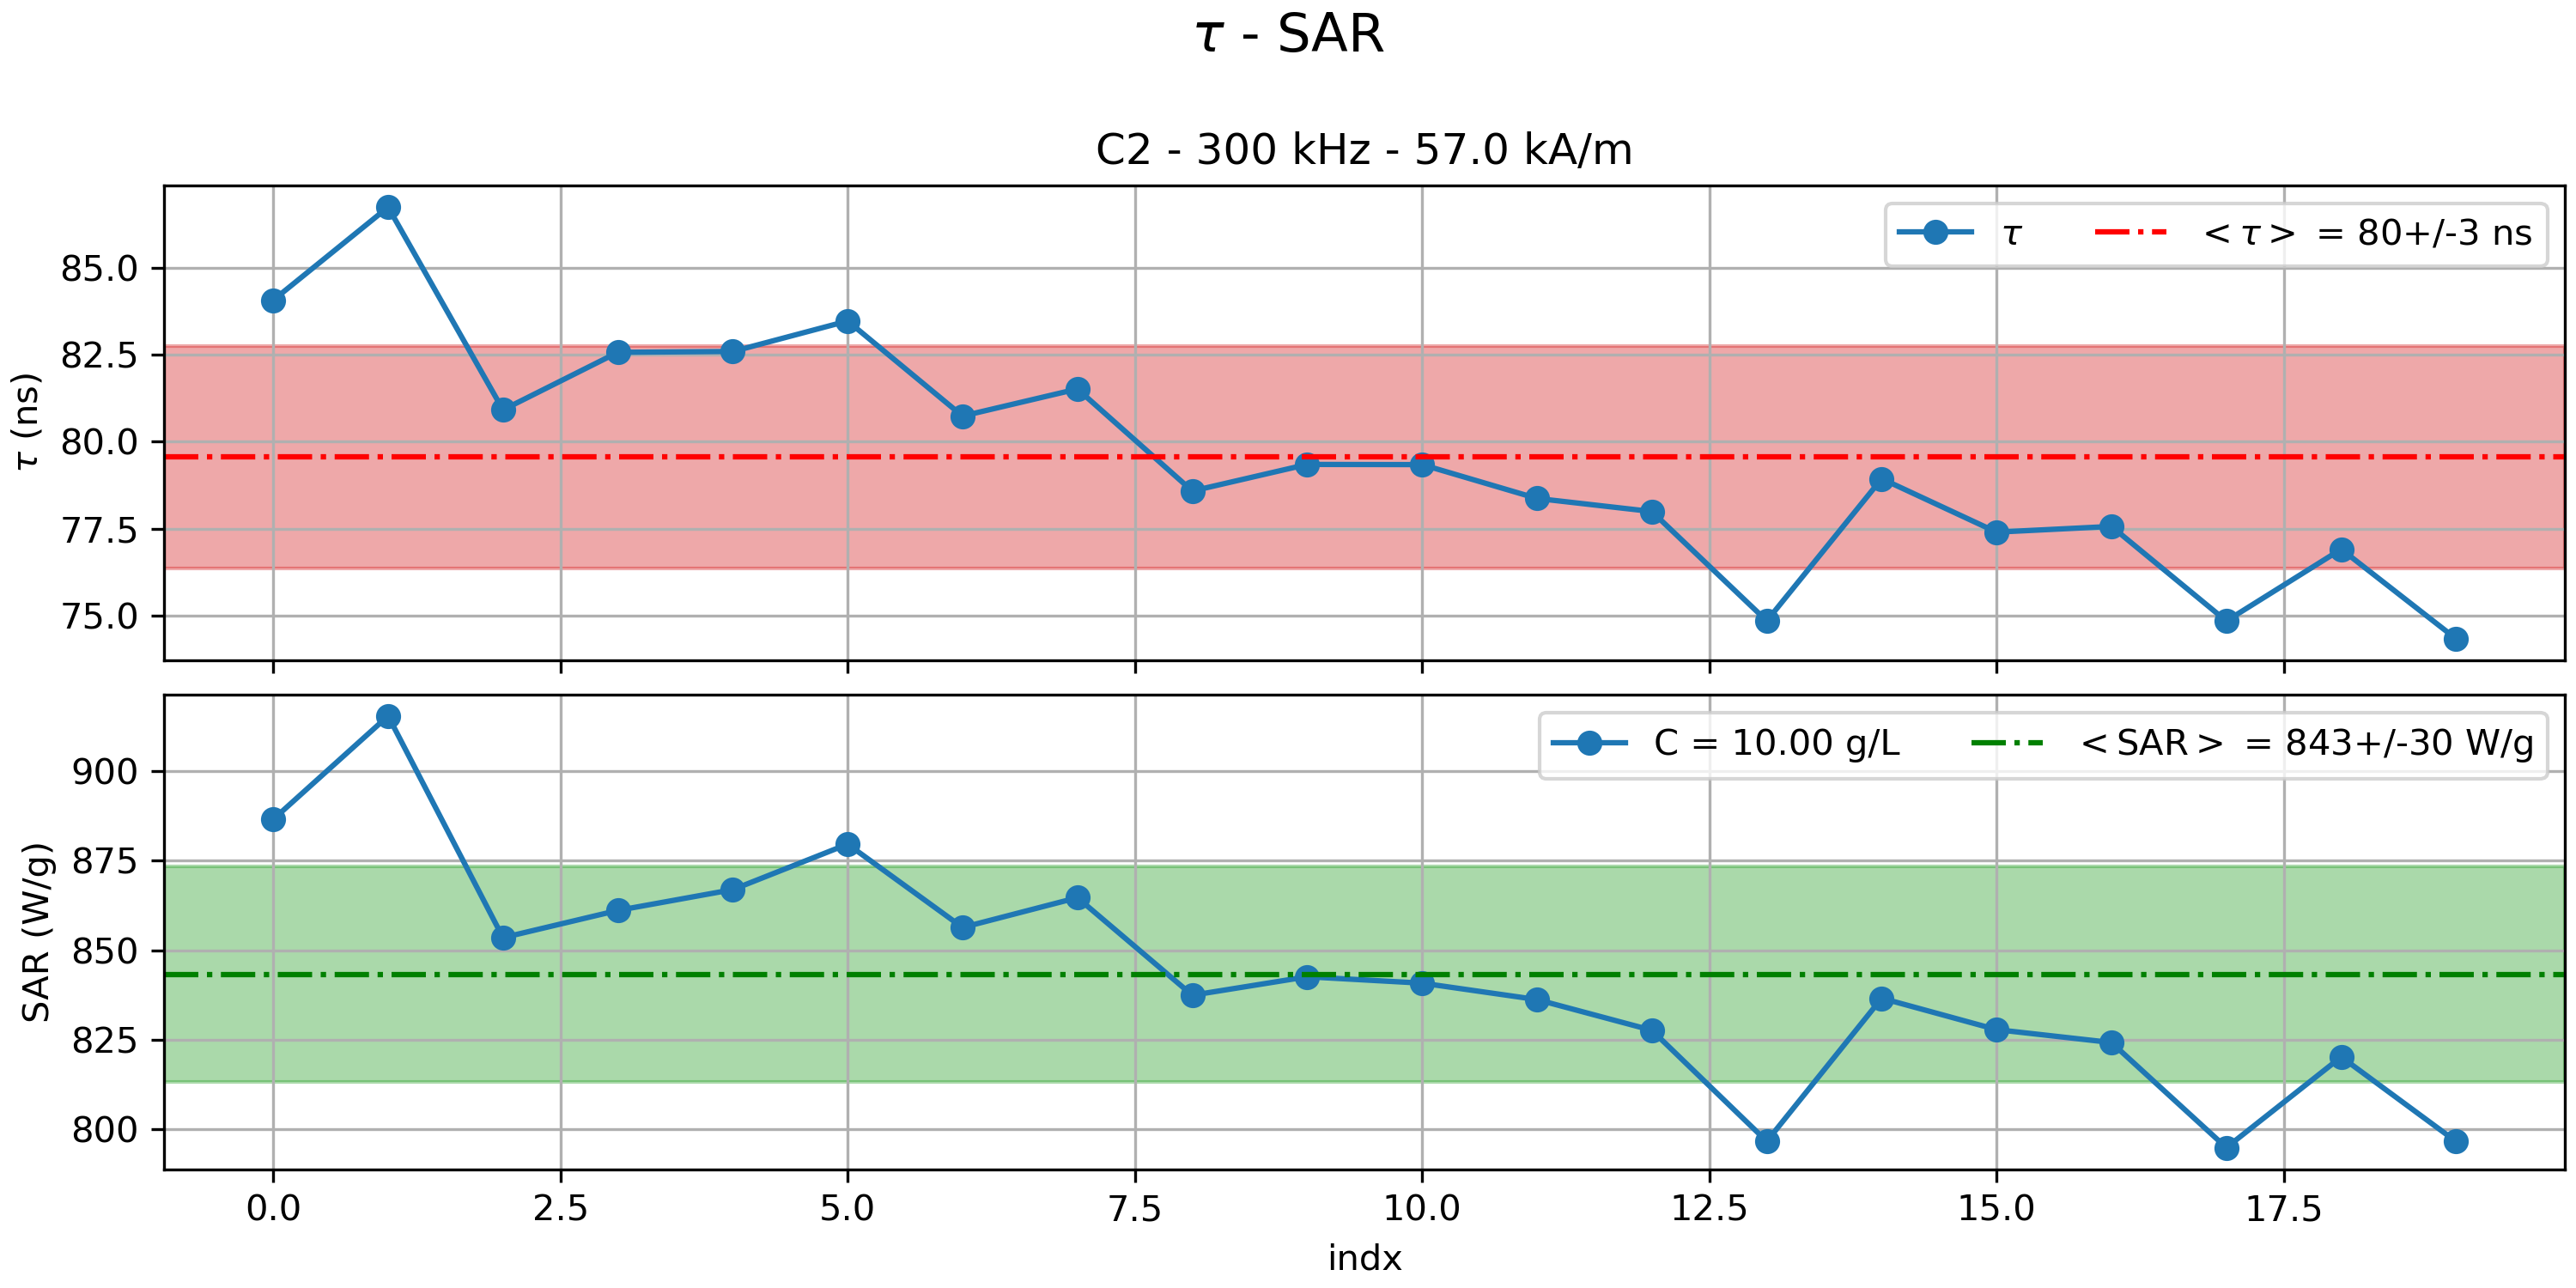 τ - SAR
C2 - 300 kHz - 57.0 kA/m
τ
<τ> = 80+/-3 ns
85.0
82.5
80.0
77.5
75.0
τ (ns)
C = 10.00 g/L
<SAR> = 843+/-30 W/g
900
875
850
825
800
SAR (W/g)
0.0 2.5 5.0 7.5 10.0 12.5 15.0 17.5
indx